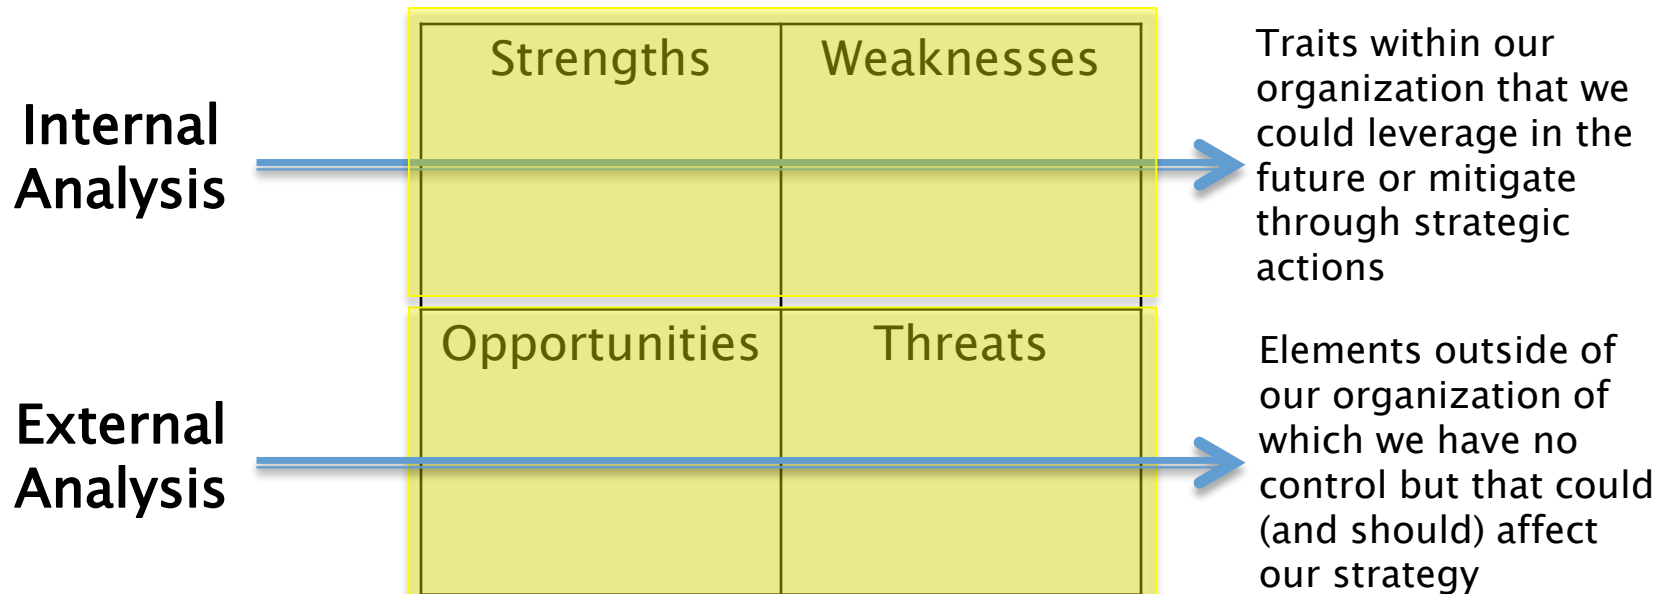 Internal
Analysis
Strengths
Weaknesses
Traits within our
organization that we
could leverage in the
future or mitigate
through strategic
actions
External
Analysis
Opportunities
Threats
Elements outside of
our organization of
which we have no
control but that could
(and should) affect
our strategy